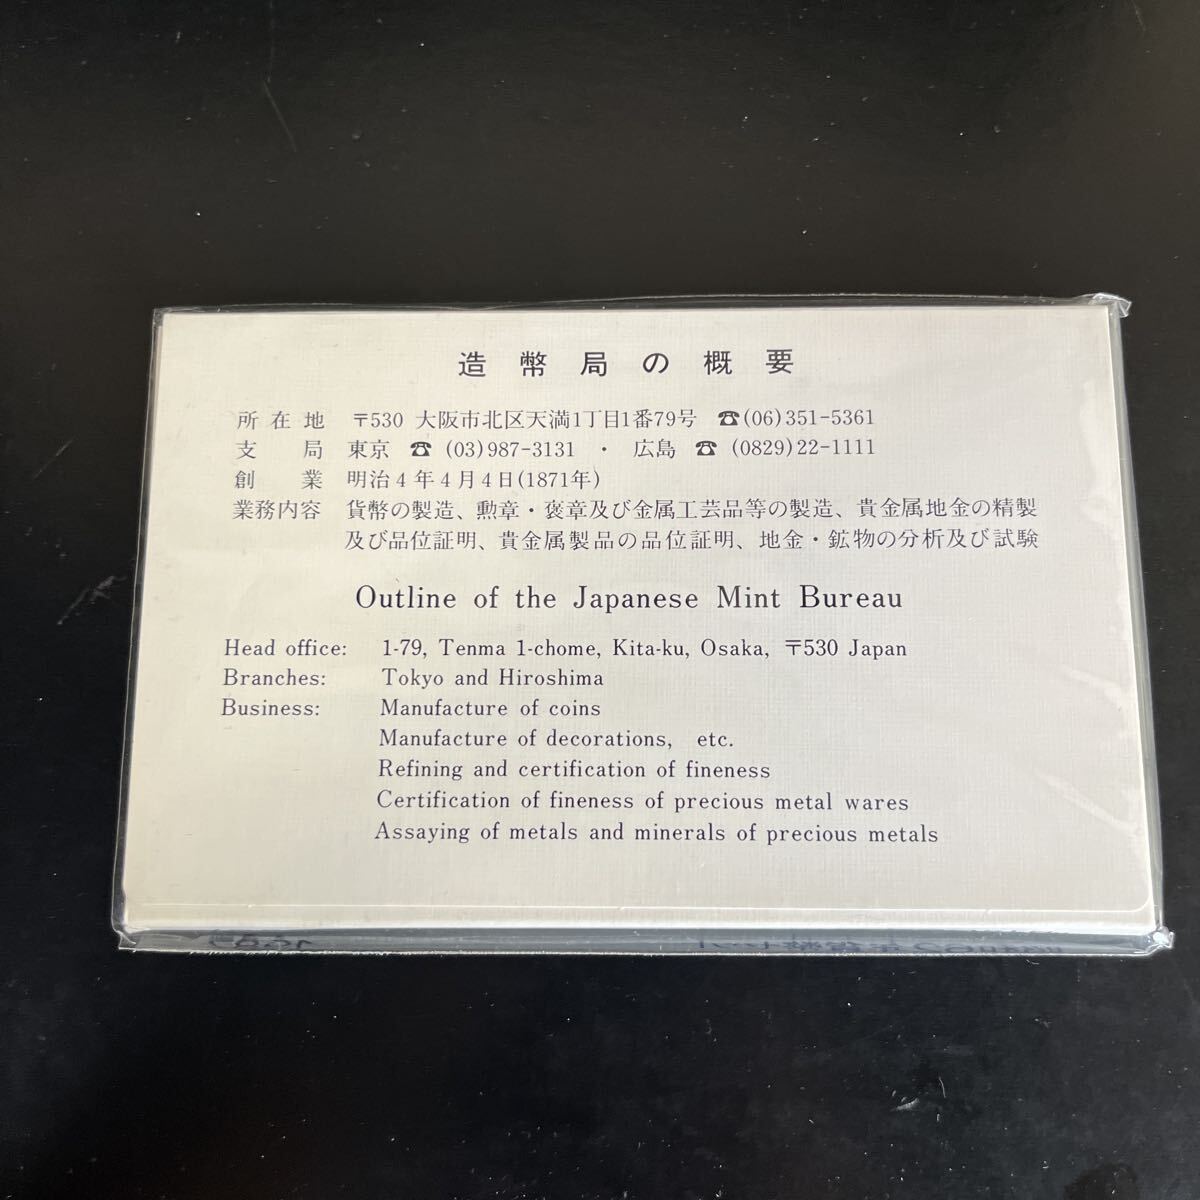 造幣局の概要
所在地 〒530 大阪市北区天満1丁目1番79号 ☎(06)351-5361
支局 東京 ☎ (03)987-3131 ・ 広島 ☎ (0829)22-1111
創業 明治4年4月4日(1871年)
業務内容 貨幣の製造、勲章・褒章及び金属工芸品等の製造、貴金属地金の精製
及び品位証明、貴金属製品の品位証明、地金・鉱物の分析及び試験
Outline of the Japanese Mint Bureau
Head office: 1-79, Tenma 1-chome, Kita-ku, Osaka, 〒530 Japan
Branches: Tokyo and Hiroshima
Business: Manufacture of coins
Manufacture of decorations, etc.
Refining and certification of fineness
Certification of fineness of precious metal wares
Assaying of metals and minerals of precious metals